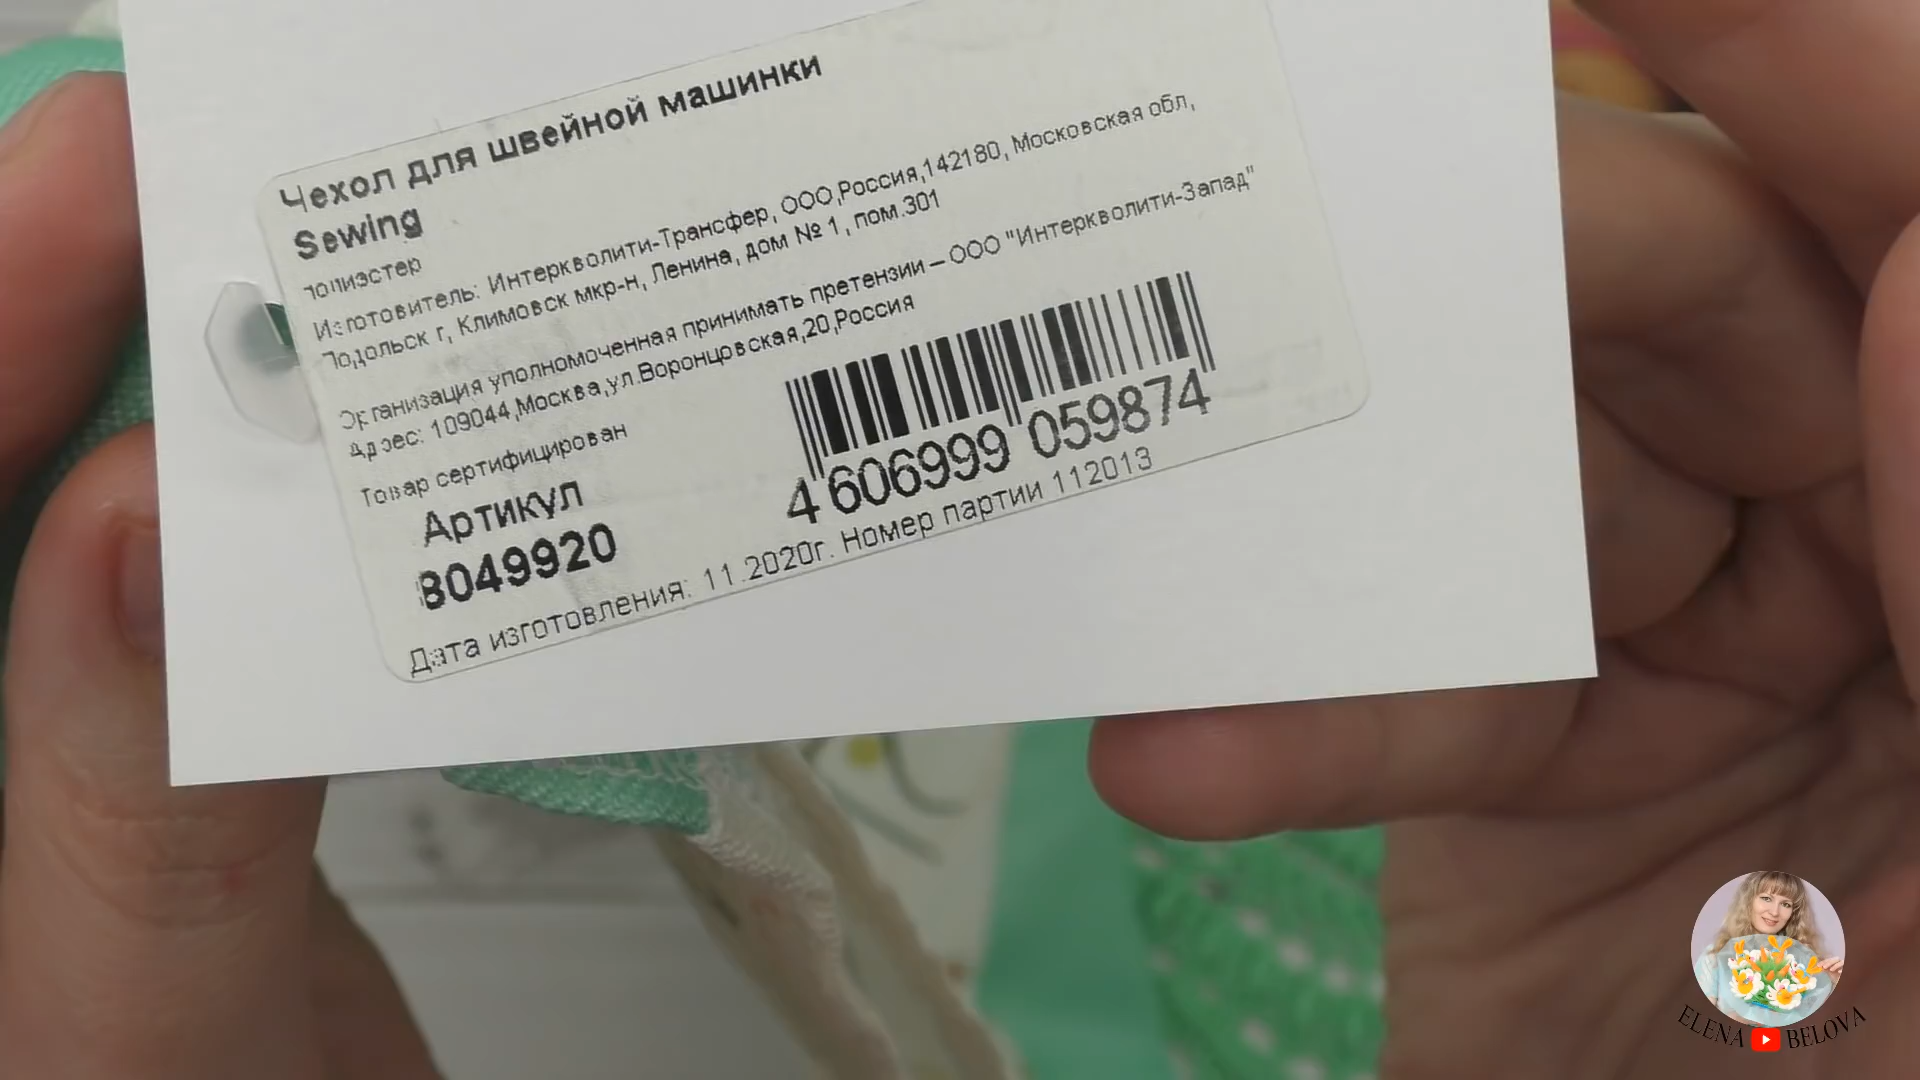 Чехол для швейной машинки
Sewing
полиэстер
Изготовитель: Интерквoлити-Трансфер, ООО,Россия,142180, Московская обл,
Подольск г, Климовск мкр-н, Ленина, дом № 1, пом.301
Организация уполномоченная принимать претензии – ООО "Интерквoлити-Запад"
Адрес: 109044,Москва,ул.Воронцовская,20,Россия
Товар сертифицирован
Артикул
8049920
4 606999 059874
Дата изготовления: 11.2020г. Номер партии 112013
ELENA BELOVA